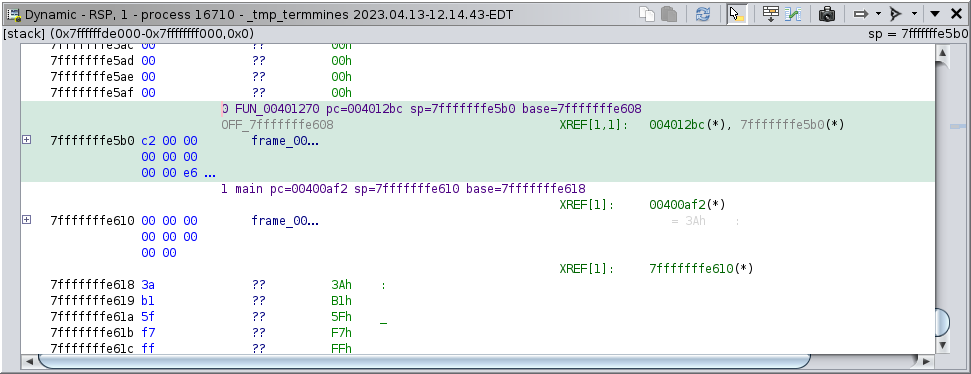 Dynamic - RSP, 1 - process 16710 - _tmp_termmines 2023.04.13-12.14.43-EDT
[stack] (0x7ffffffde000-0x7ffffffff000,0x0) sp = 7fffffffe5b0
7fffffffe5ac 00 ?? 00h
7fffffffe5ad 00 ?? 00h
7fffffffe5ae 00 ?? 00h
7fffffffe5af 00 ?? 00h
0 FUN_00401270 pc=004012bc sp=7fffffffe5b0 base=7fffffffe608
OFF_7fffffffe608 XREF[1,1]: 004012bc(*), 7fffffffe5b0(*)
7fffffffe5b0 c2 00 00 frame_00...
00 00 00
00 00 e6 ...
1 main pc=00400af2 sp=7fffffffe610 base=7fffffffe618
XREF[1]: 00400af2(*)
7fffffffe610 00 00 00 frame_00... = 3Ah :
00 00 00
00 00
XREF[1]: 7fffffffe610(*)
7fffffffe618 3a ?? 3Ah :
7fffffffe619 b1 ?? B1h
7fffffffe61a 5f ?? 5Fh _
7fffffffe61b f7 ?? F7h
7fffffffe61c ff ?? FFh